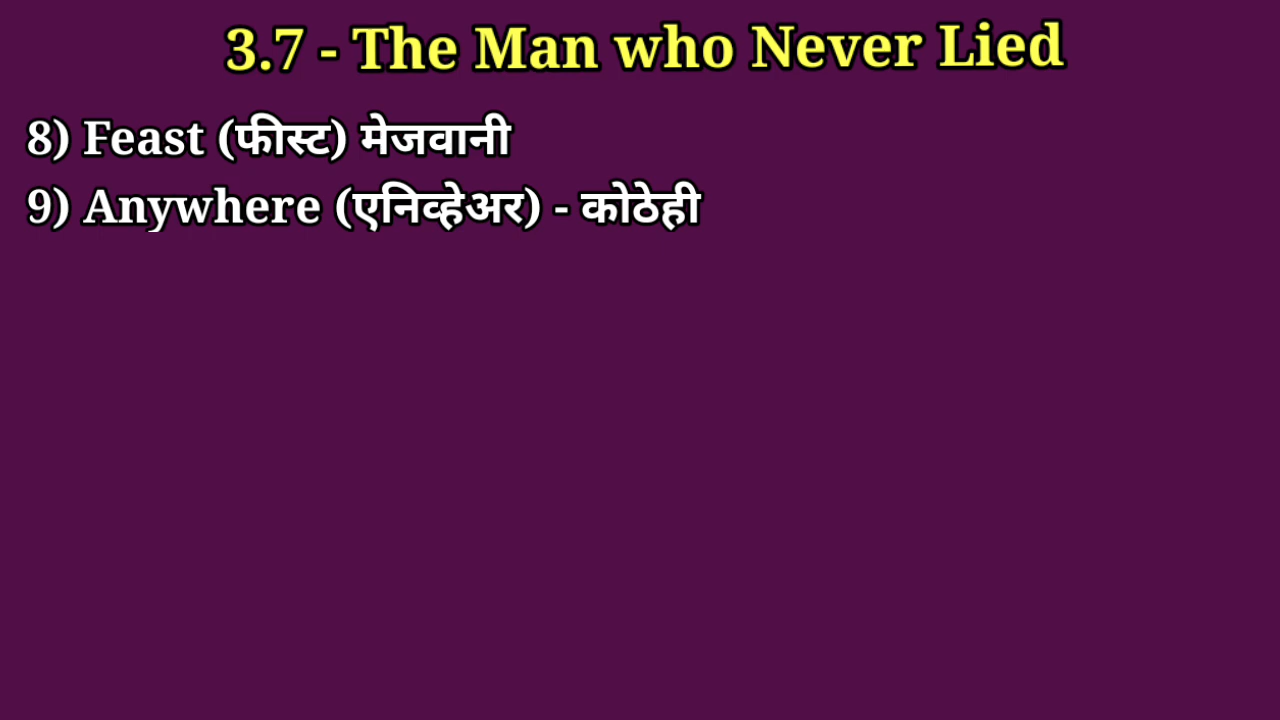 3.7 - The Man who Never Lied
8) Feast (फीस्ट) मेजवानी
9) Anywhere (एनिव्हेअर) - कोठेही